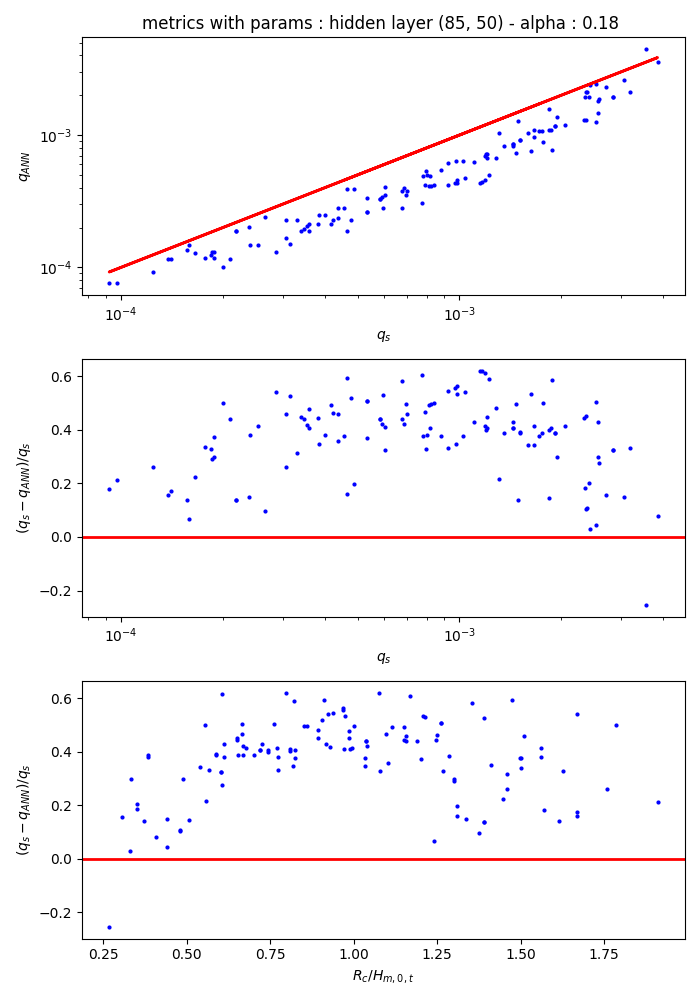 metrics with params : hidden layer (85, 50) - alpha : 0.18
q_ANN
10^-3
10^-4
10^-4 10^-3
q_s
(q_s − q_ANN)/q_s
0.6
0.4
0.2
0.0
−0.2
10^-4 10^-3
q_s
(q_s − q_ANN)/q_s
0.6
0.4
0.2
0.0
−0.2
0.25 0.50 0.75 1.00 1.25 1.50 1.75
R_c/H_m,0,t